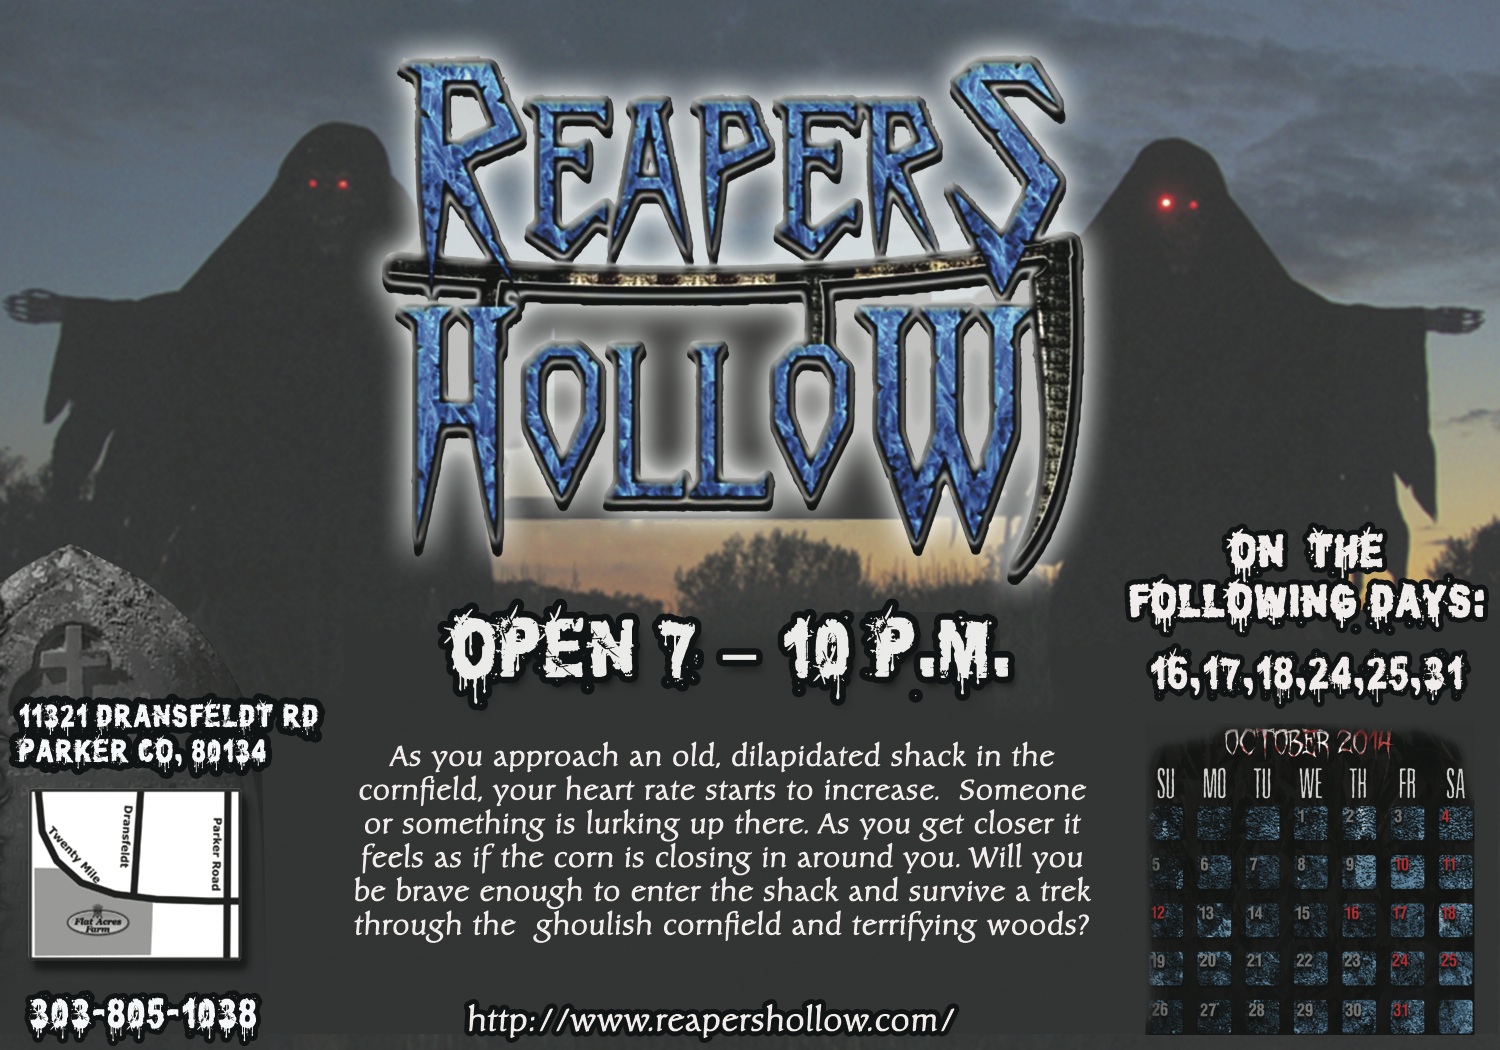 REAPERS
HOLLOW
OPEN 7 – 10 P.M.
As you approach an old, dilapidated shack in the
cornfield, your heart rate starts to increase.  Someone
or something is lurking up there. As you get closer it
feels as if the corn is closing in around you. Will you
be brave enough to enter the shack and survive a trek
through the  ghoulish cornfield and terrifying woods?
http://www.reapershollow.com/
11321 DRANSFELDT RD
PARKER CO, 80134
Twenty Mile
Dransfeldt
Parker Road
Flat Acres
Farm
303-805-1038
ON THE
FOLLOWING DAYS:
16,17,18,24,25,31
OCTOBER 2014
SU MO TU WE TH FR SA
1 2 3 4
5 6 7 8 9 10 11
12 13 14 15 16 17 18
19 20 21 22 23 24 25
26 27 28 29 30 31